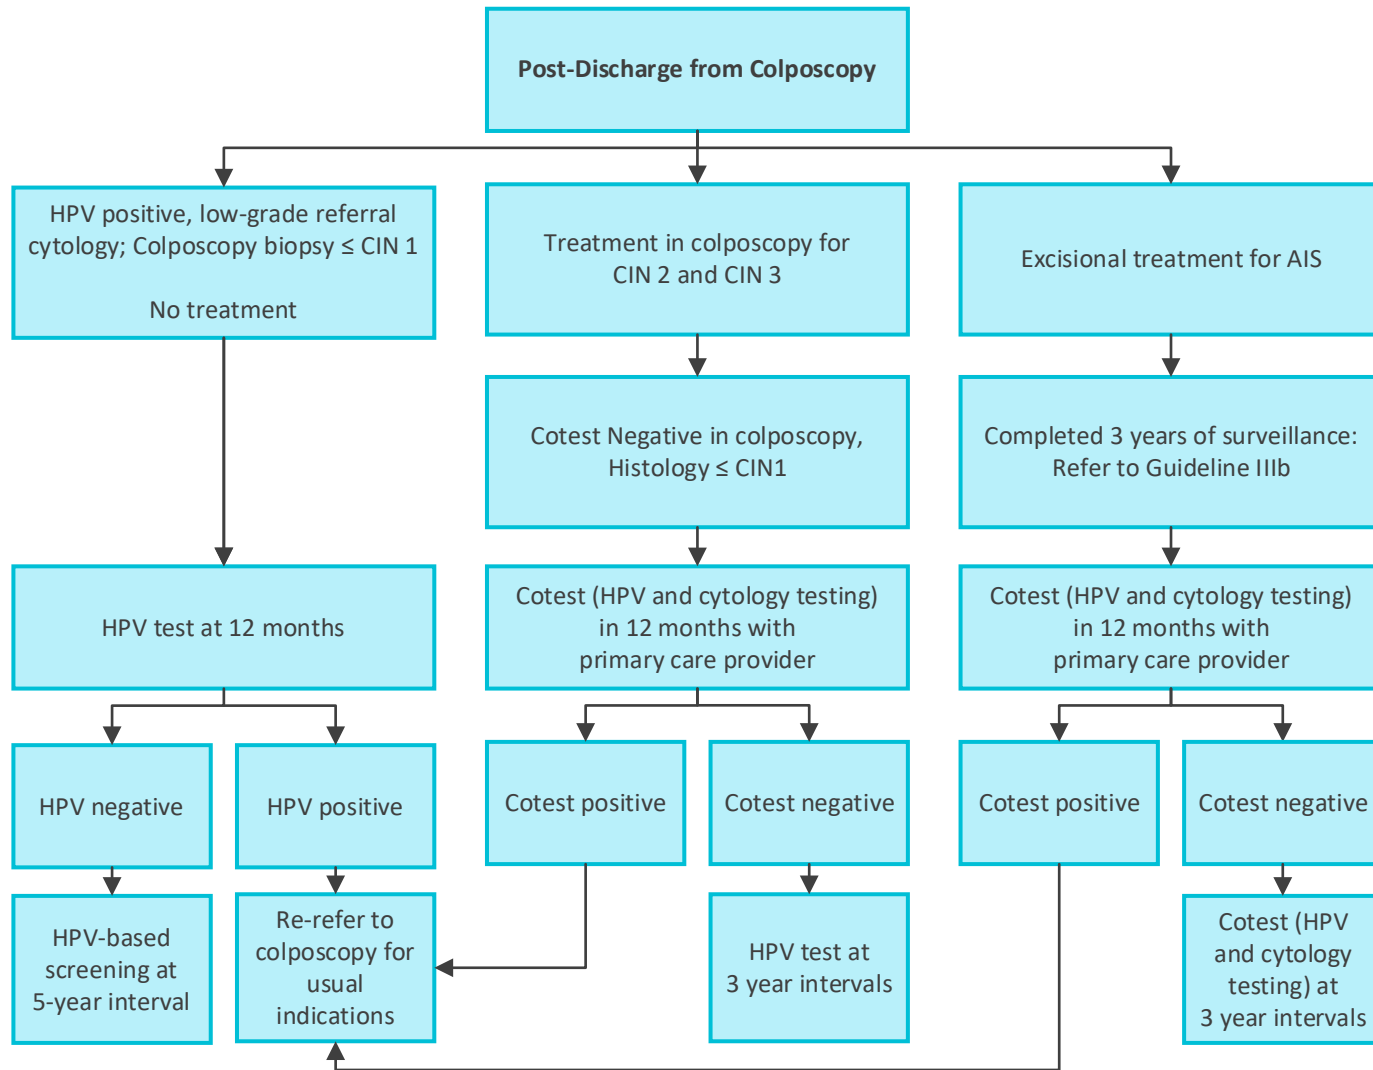 Post-Discharge from Colposcopy
HPV positive, low-grade referral
cytology; Colposcopy biopsy ≤ CIN 1
No treatment
Treatment in colposcopy for
CIN 2 and CIN 3
Excisional treatment for AIS
Cotest Negative in colposcopy,
Histology ≤ CIN1
Completed 3 years of surveillance:
Refer to Guideline IIIb
HPV test at 12 months
Cotest (HPV and cytology testing)
in 12 months with
primary care provider
Cotest (HPV and cytology testing)
in 12 months with
primary care provider
HPV negative
HPV positive
Cotest positive
Cotest negative
Cotest positive
Cotest negative
HPV-based
screening at
5-year interval
Re-refer to
colposcopy for
usual
indications
HPV test at
3 year intervals
Cotest (HPV
and cytology
testing) at
3 year intervals